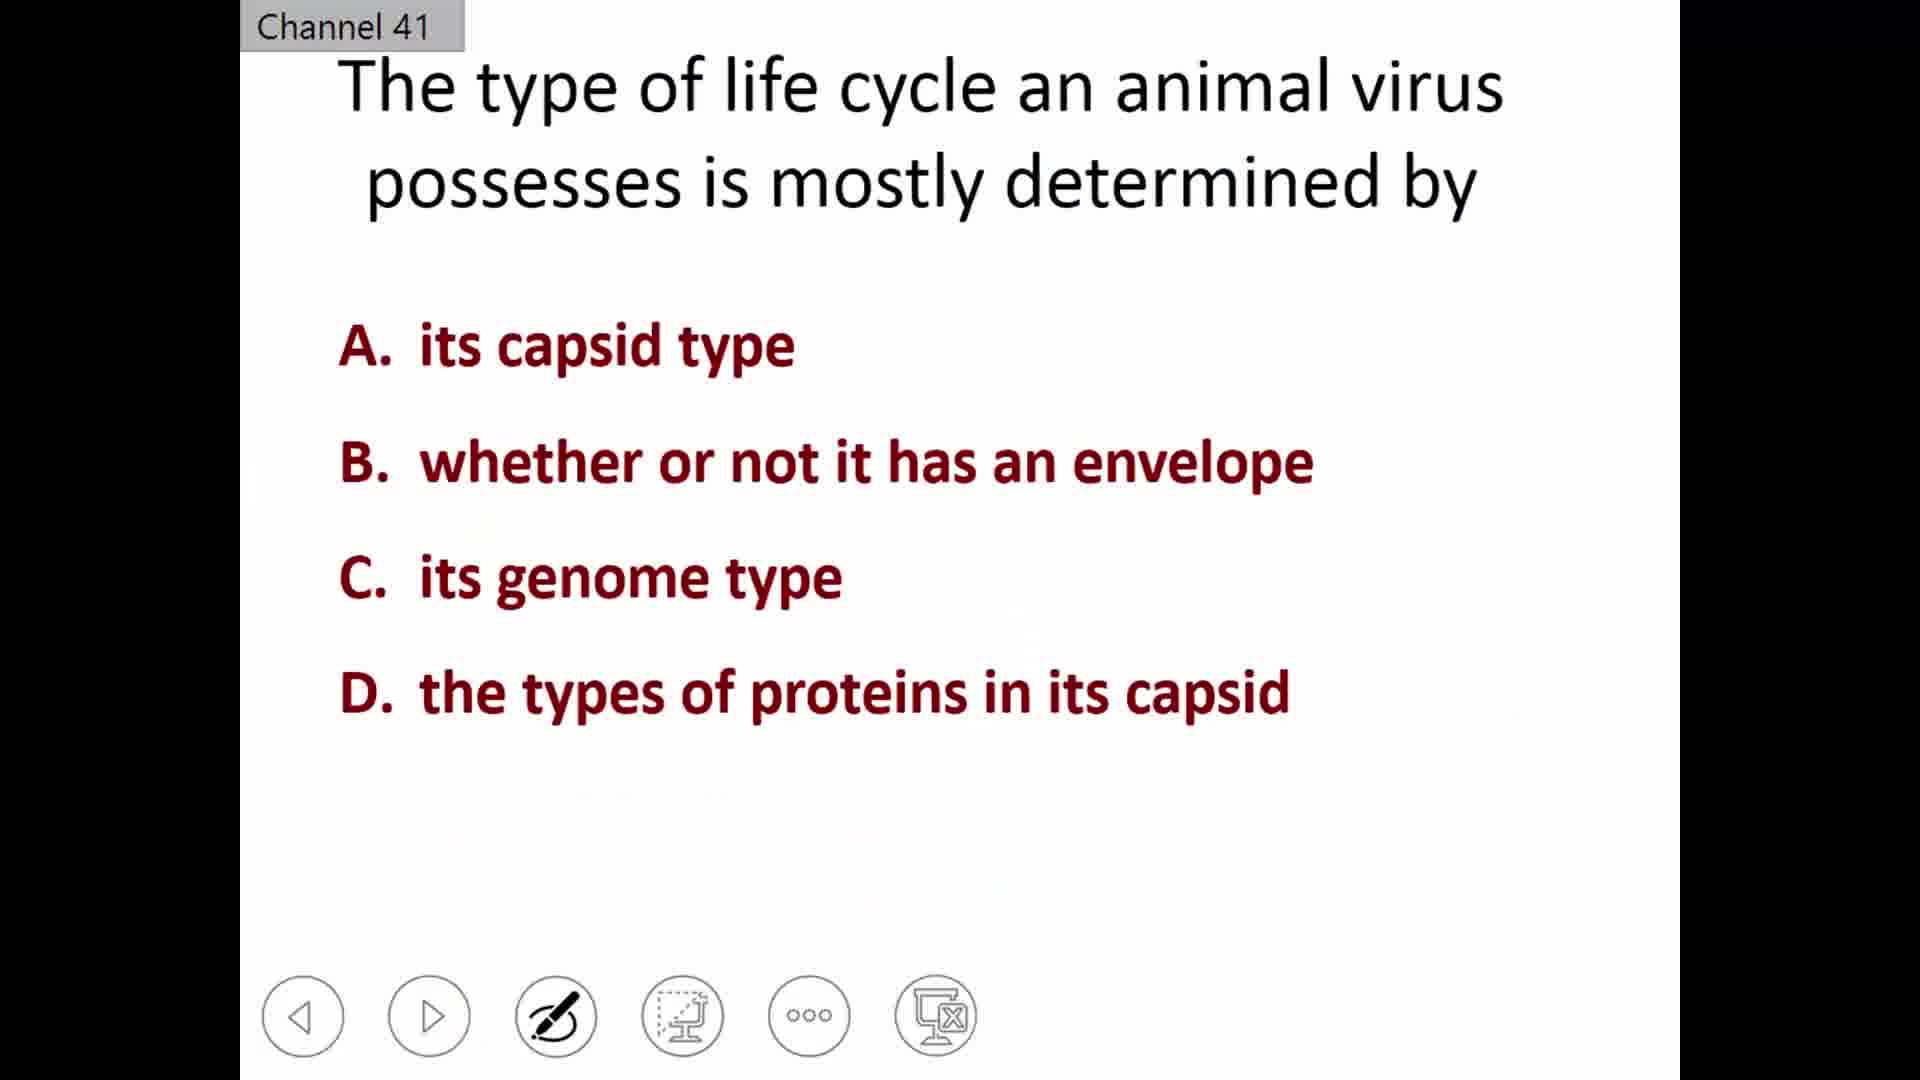 Channel 41
The type of life cycle an animal virus
possesses is mostly determined by
A. its capsid type
B. whether or not it has an envelope
C. its genome type
D. the types of proteins in its capsid